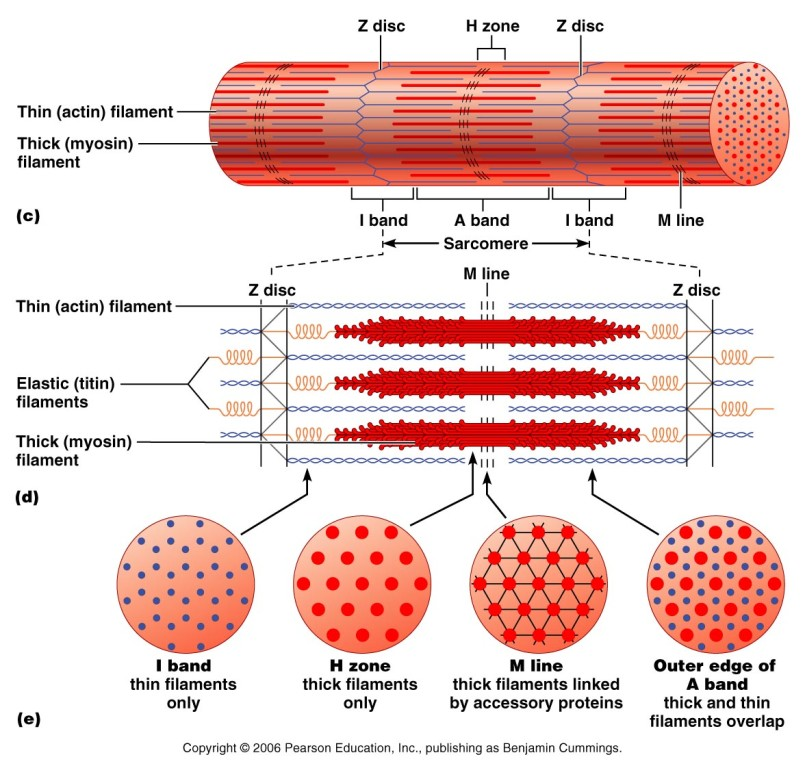 Z disc
H zone
Z disc
Thin (actin) filament
Thick (myosin)
filament
(c)
I band
A band
I band
M line
Sarcomere
M line
Z disc
Z disc
Thin (actin) filament
Elastic (titin)
filaments
Thick (myosin)
filament
(d)
I band
thin filaments
only
H zone
thick filaments
only
M line
thick filaments linked
by accessory proteins
Outer edge of
A band
thick and thin
filaments overlap
(e)
Copyright © 2006 Pearson Education, Inc., publishing as Benjamin Cummings.